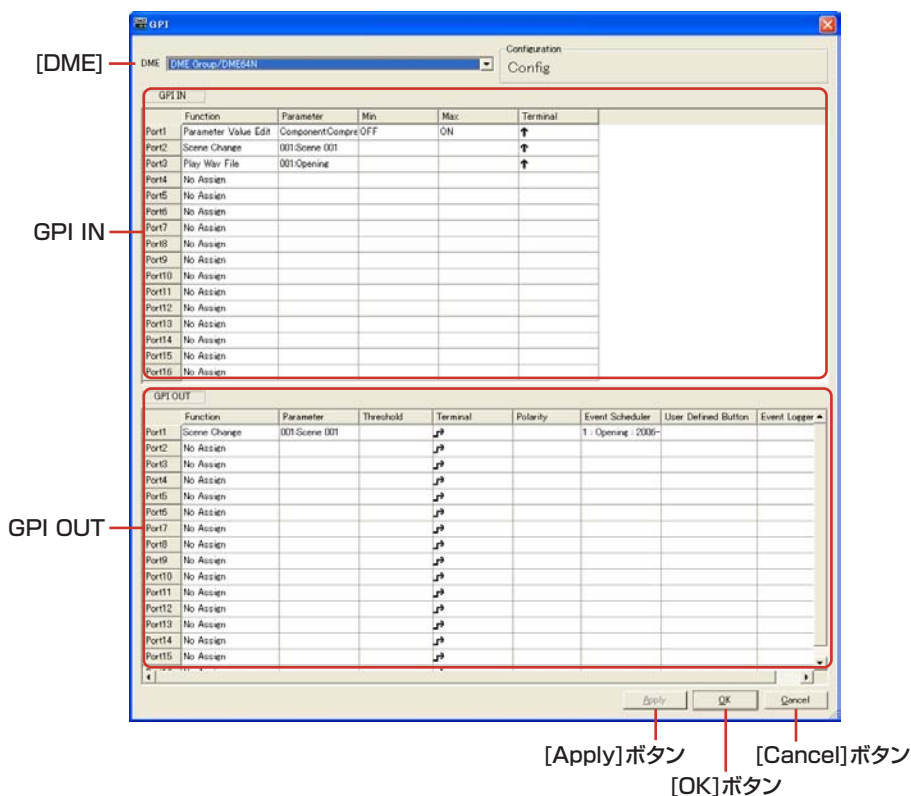 GPI
[DME]
DME DME Group/DME64N
Configuration
Config
GPI IN
GPI IN
Function Parameter Min Max Terminal
Port1 Parameter Value Edit Component:Compre OFF ON
Port2 Scene Change 001:Scene 001
Port3 Play Wav File 001:Opening
Port4 No Assign
Port5 No Assign
Port6 No Assign
Port7 No Assign
Port8 No Assign
Port9 No Assign
Port10 No Assign
Port11 No Assign
Port12 No Assign
Port13 No Assign
Port14 No Assign
Port15 No Assign
Port16 No Assign
GPI OUT
GPI OUT
Function Parameter Threshold Terminal Polarity Event Scheduler User Defined Button Event Logger
Port1 Scene Change 001:Scene 001 1 : Opening : 2006-
Port2 No Assign
Port3 No Assign
Port4 No Assign
Port5 No Assign
Port6 No Assign
Port7 No Assign
Port8 No Assign
Port9 No Assign
Port10 No Assign
Port11 No Assign
Port12 No Assign
Port13 No Assign
Port14 No Assign
Port15 No Assign
Apply OK Cancel
[Apply]ボタン
[Cancel]ボタン
[OK]ボタン